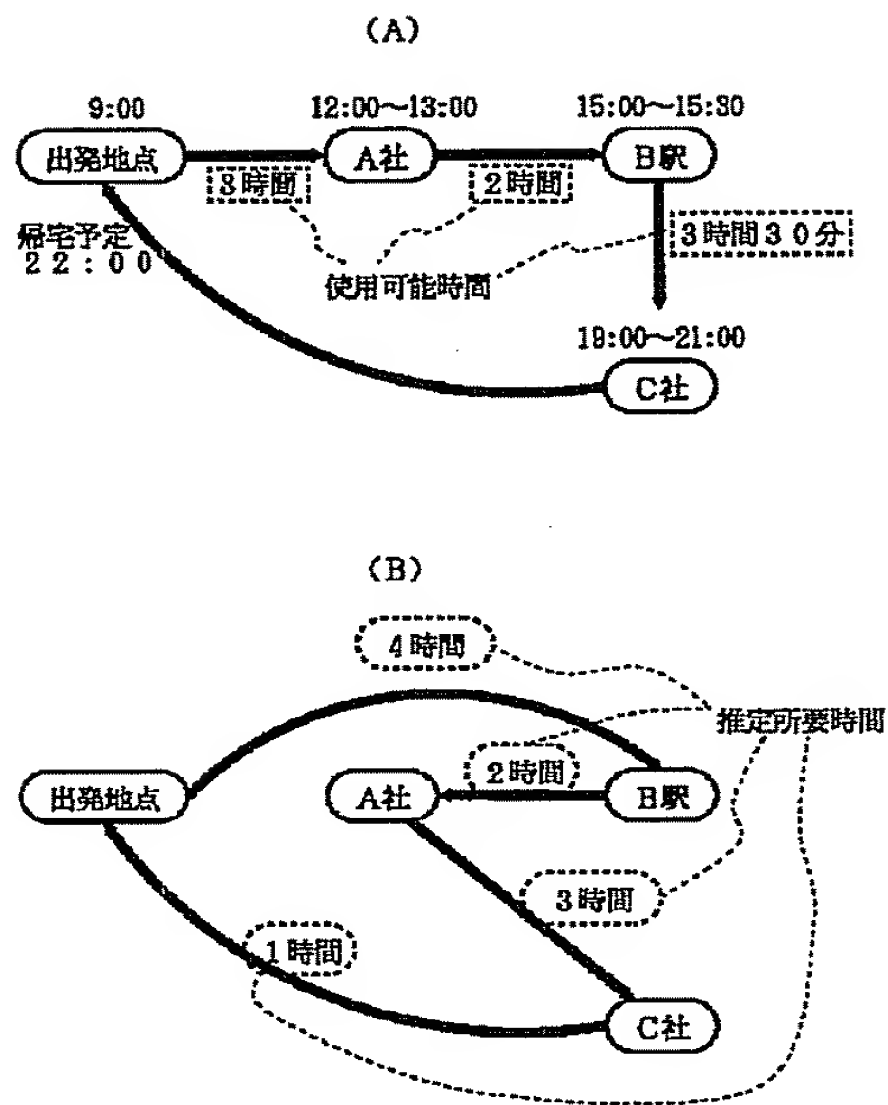 (A)
9:00
12:00～13:00
15:00～15:30
出発地点
A社
B駅
3時間
2時間
帰宅予定
22:00
3時間30分
使用可能時間
19:00～21:00
C社
(B)
4時間
推定所要時間
2時間
出発地点
A社
B駅
3時間
1時間
C社